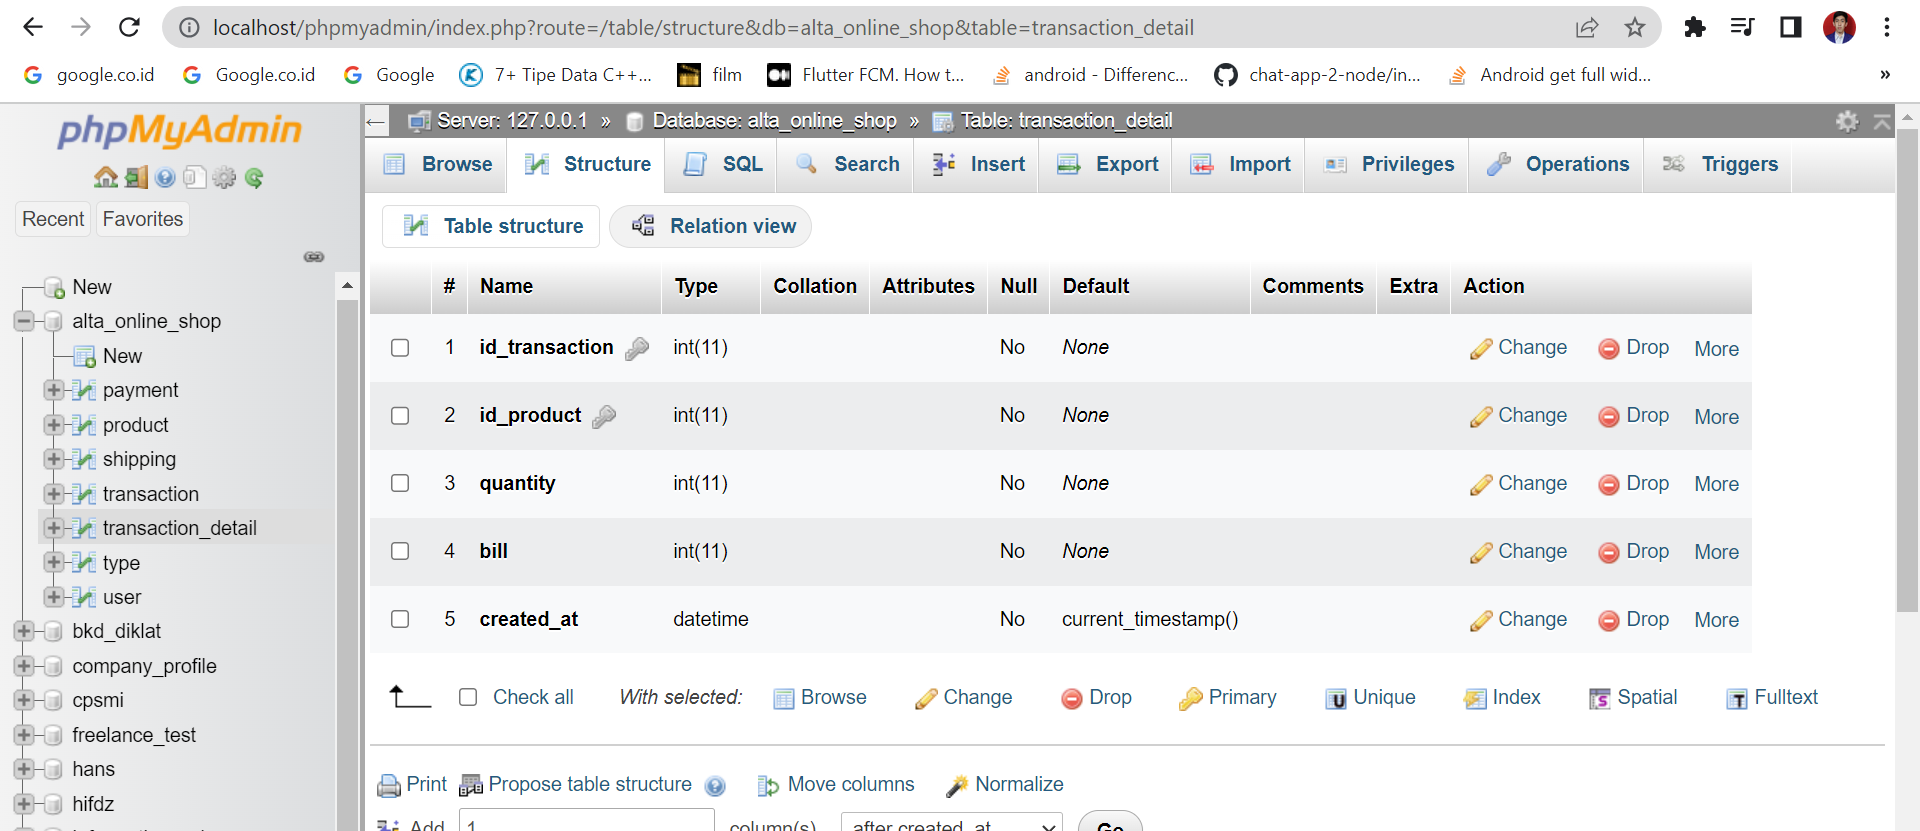 localhost/phpmyadmin/index.php?route=/table/structure&db=alta_online_shop&table=transaction_detail
google.co.id Google.co.id Google 7+ Tipe Data C++... film Flutter FCM. How t... android - Differenc... chat-app-2-node/in... Android get full wid... »
phpMyAdmin
Recent Favorites
New
alta_online_shop
New
payment
product
shipping
transaction
transaction_detail
type
user
bkd_diklat
company_profile
cpsmi
freelance_test
hans
hifdz
Server: 127.0.0.1 » Database: alta_online_shop » Table: transaction_detail
Browse Structure SQL Search Insert Export Import Privileges Operations Triggers
Table structure Relation view
# Name Type Collation Attributes Null Default Comments Extra Action
1 id_transaction int(11) No None Change Drop More
2 id_product int(11) No None Change Drop More
3 quantity int(11) No None Change Drop More
4 bill int(11) No None Change Drop More
5 created_at datetime No current_timestamp() Change Drop More
Check all With selected: Browse Change Drop Primary Unique Index Spatial Fulltext
Print Propose table structure Move columns Normalize
Add 1 column(s) after created_at Go